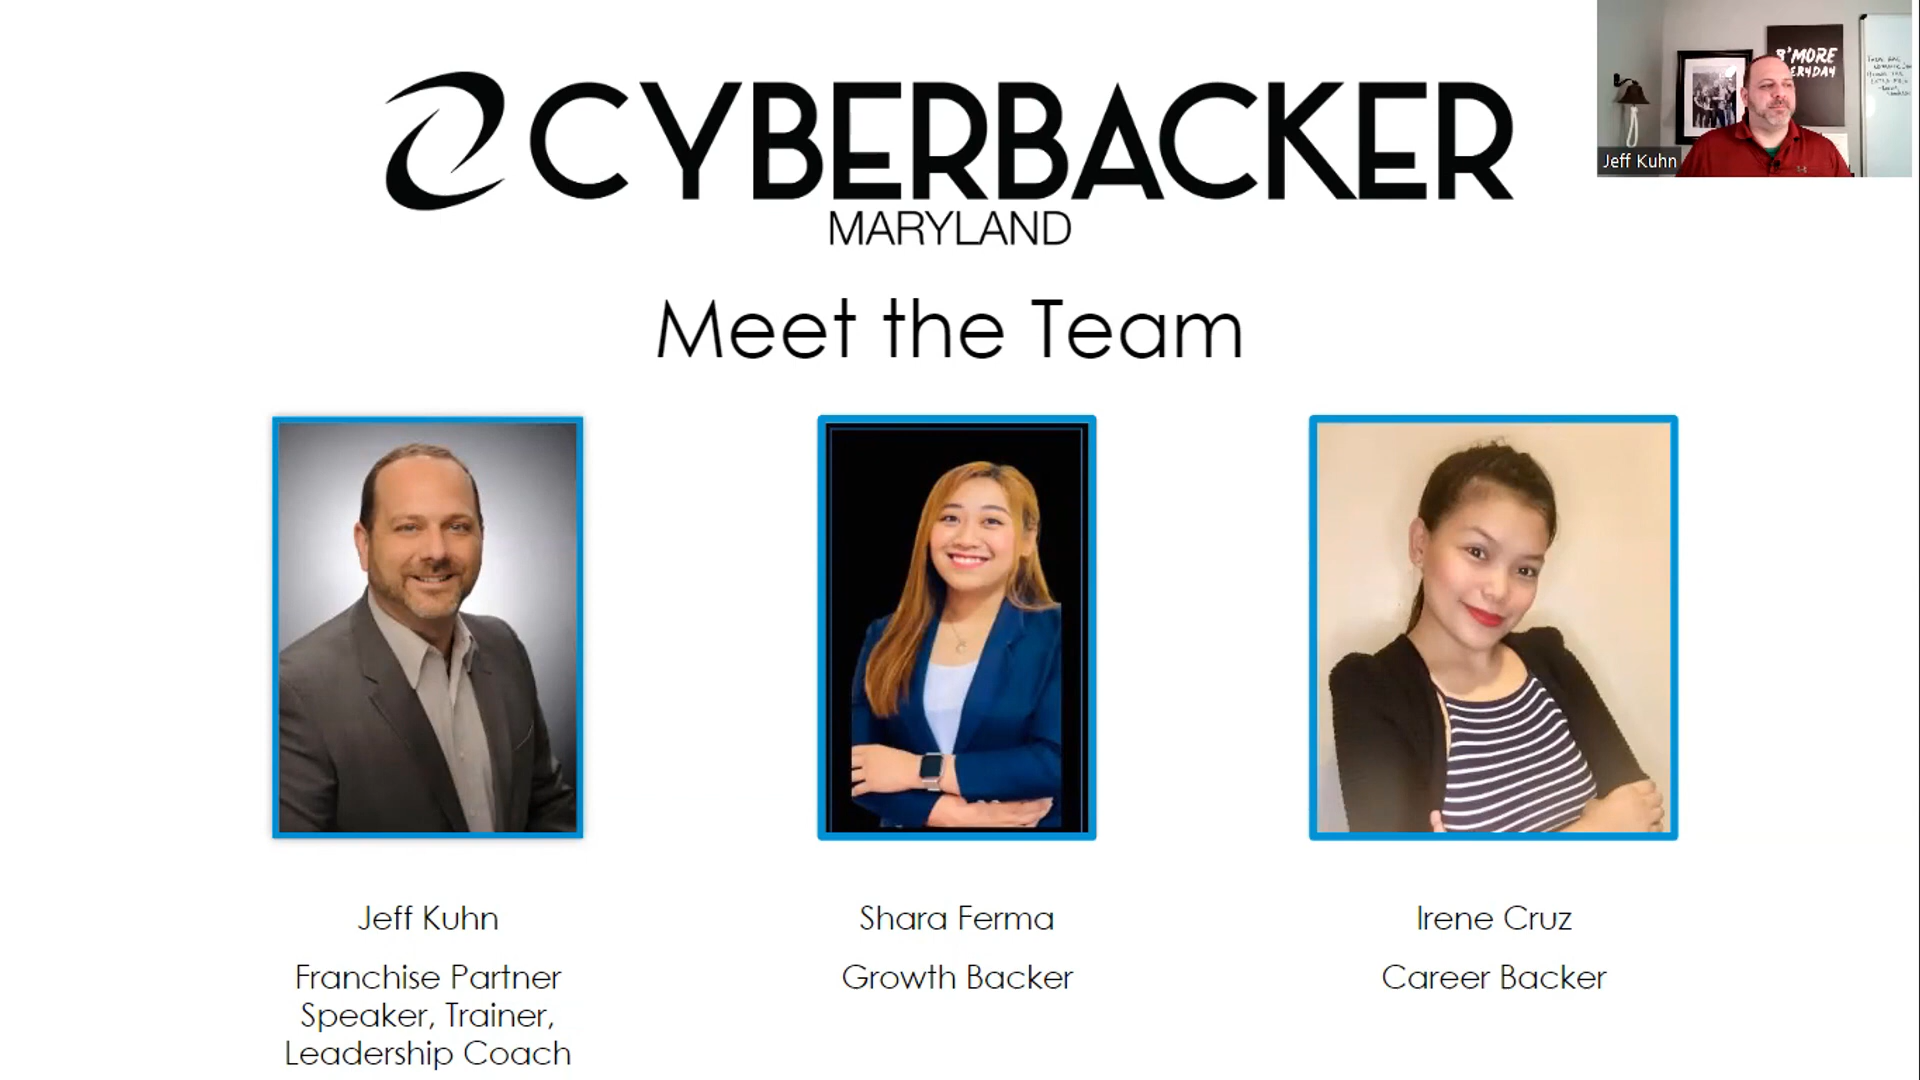 CYBERBACKER
MARYLAND
Meet the Team
B'MORE
Jeff Kuhn
Jeff Kuhn
Franchise Partner
Speaker, Trainer,
Leadership Coach
Shara Ferma
Growth Backer
Irene Cruz
Career Backer